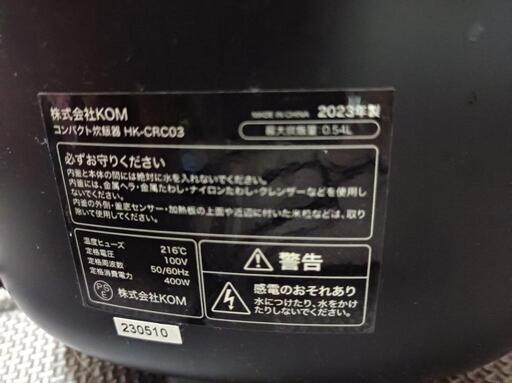 株式会社KOM
コンパクト炊飯器 HK-CRC03
MADE IN CHINA 2023年製
最大炊飯量 0.54L
必ずお守りください
内釜と本体の間には絶対に水を入れないでください。
内釜には、金属ヘラ・金属たわし・ナイロンたわし・クレンザーなどを使用し
ないでください。
内釜の外側・釜底センサー・加熱板の上面や近辺に付いた米粒などは、取り
除いて使用してください。
温度ヒューズ 216℃
定格電圧 100V
定格周波数 50/60Hz
定格消費電力 400W
PSE 株式会社KOM
警告
感電のおそれあり
水につけたり、水をかけ
たりしないでください。
230510